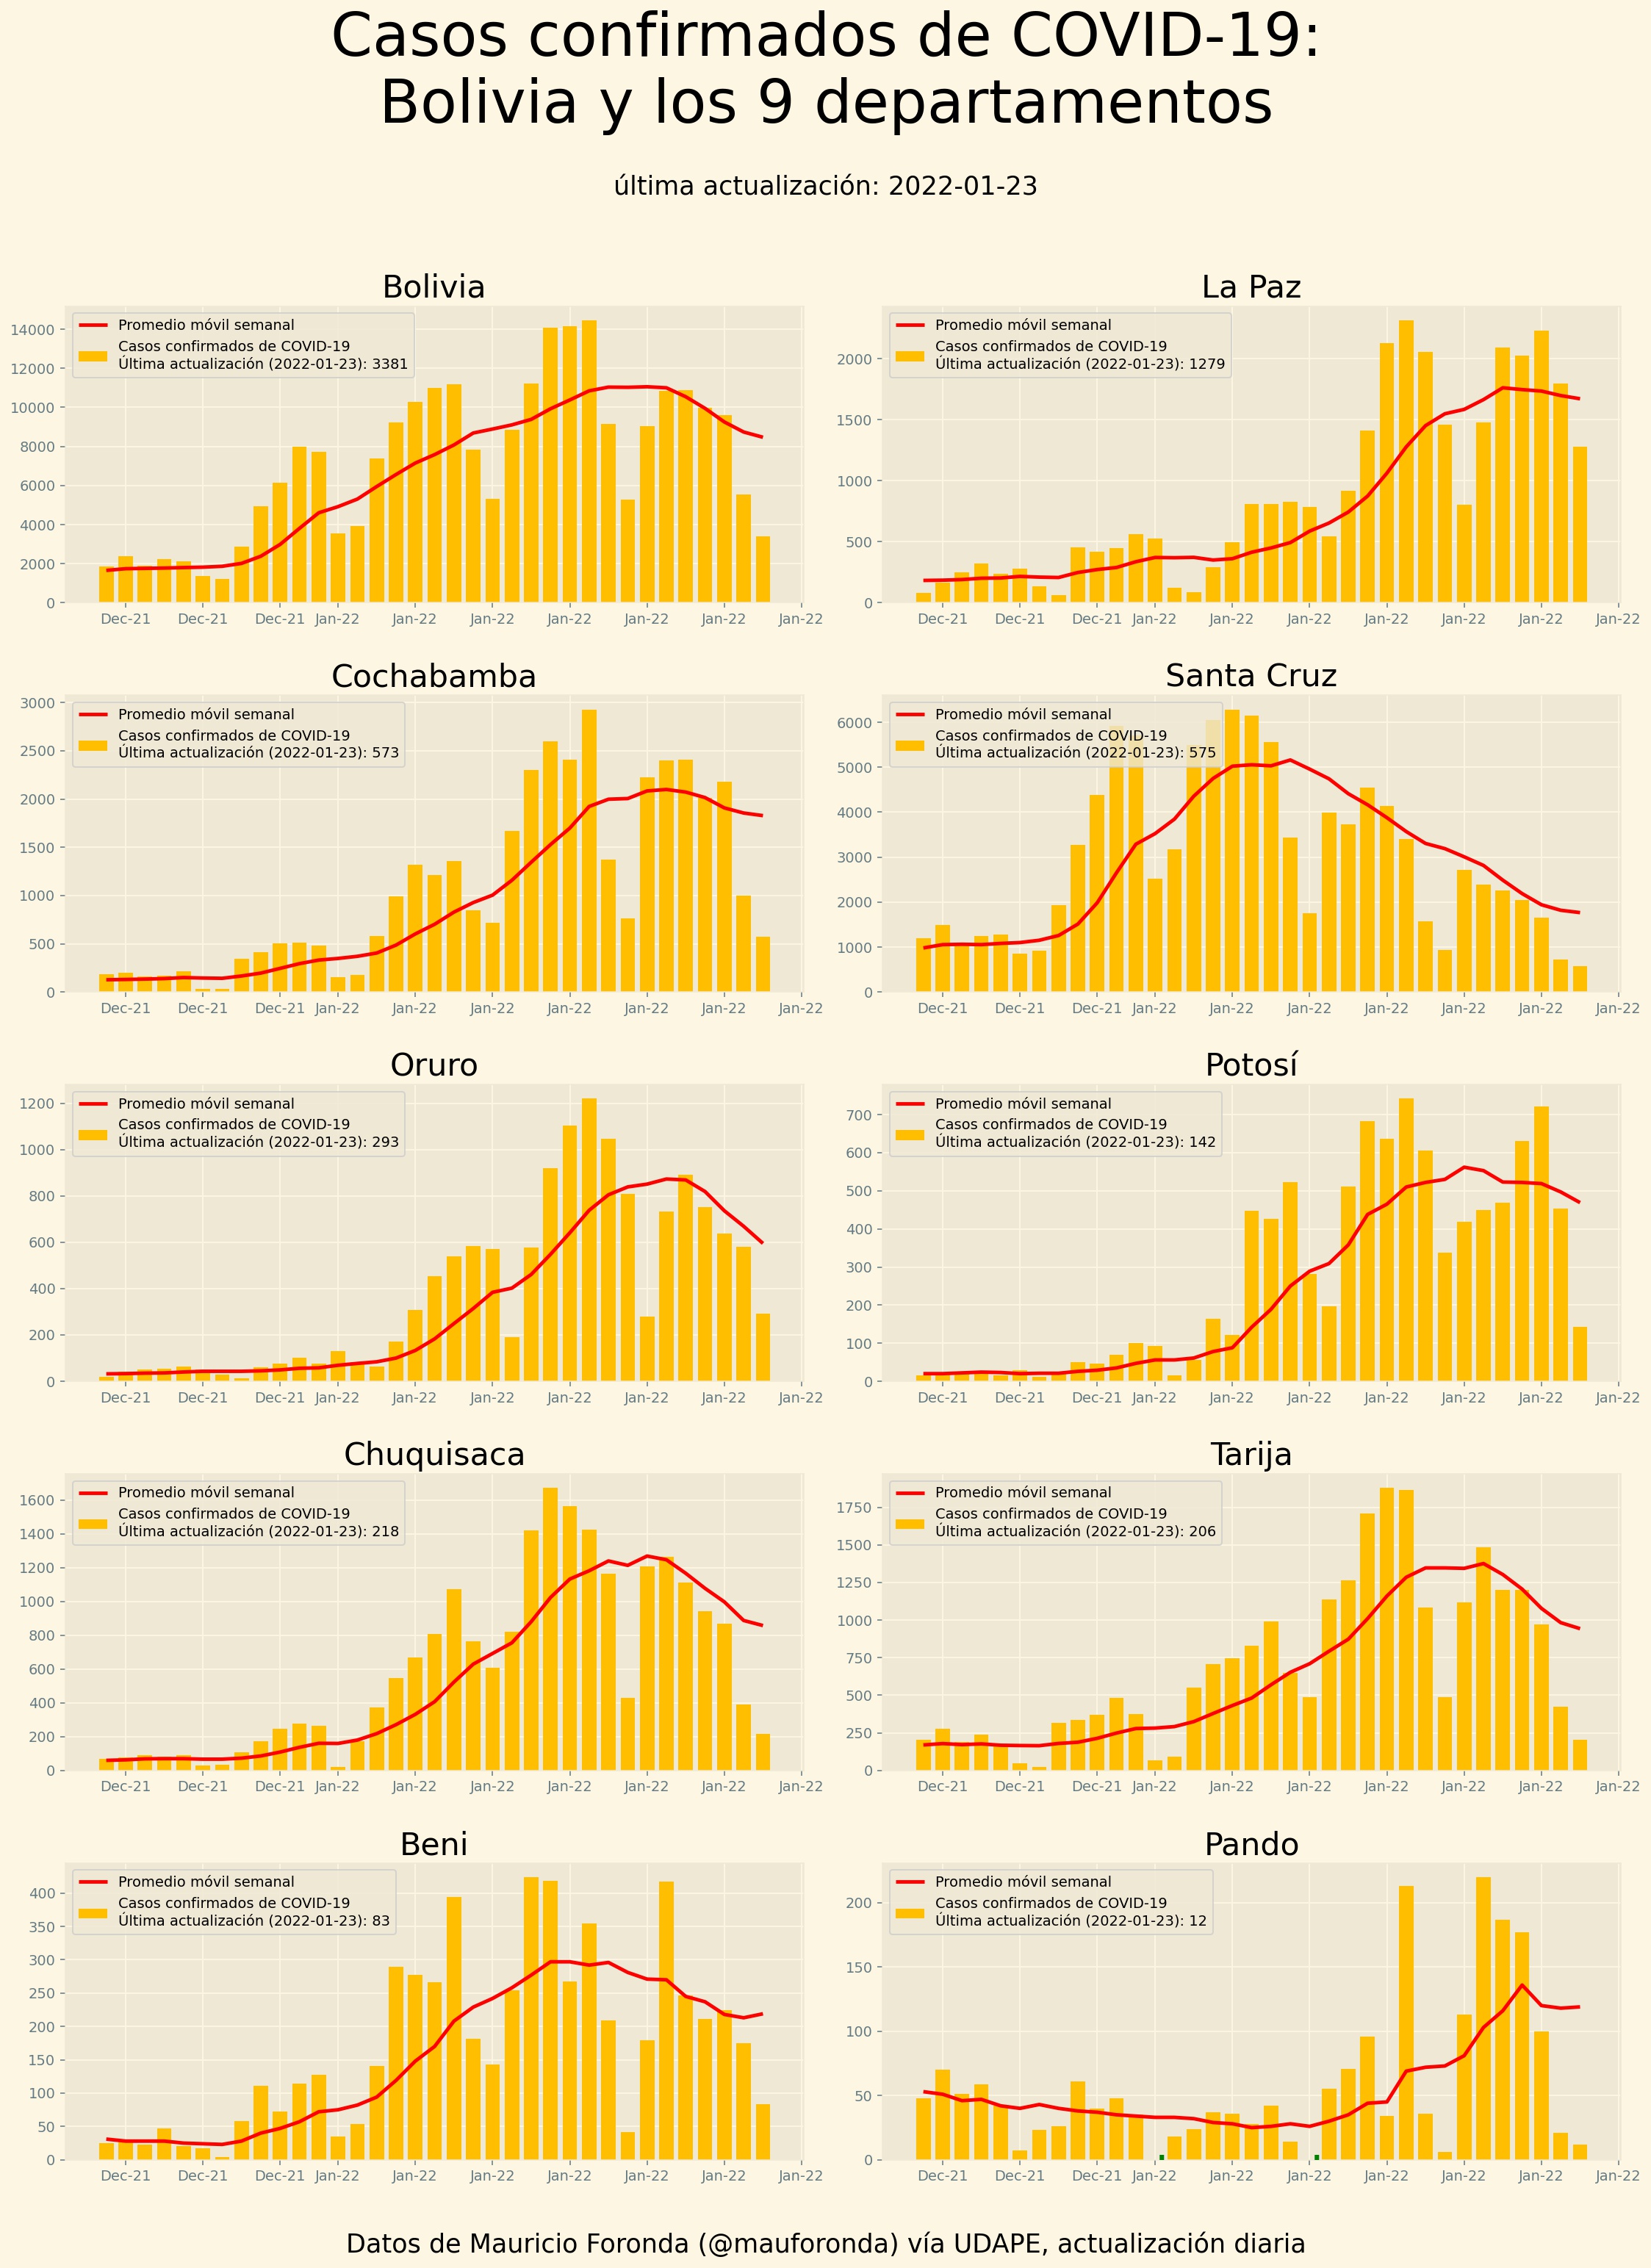 Casos confirmados de COVID-19:
Bolivia y los 9 departamentos
última actualización: 2022-01-23
Bolivia
Promedio móvil semanal
Casos confirmados de COVID-19
Última actualización (2022-01-23): 3381
14000
12000
10000
8000
6000
4000
2000
0
Dec-21 Dec-21 Dec-21 Jan-22 Jan-22 Jan-22 Jan-22 Jan-22 Jan-22 Jan-22
La Paz
Promedio móvil semanal
Casos confirmados de COVID-19
Última actualización (2022-01-23): 1279
2000
1500
1000
500
0
Dec-21 Dec-21 Dec-21 Jan-22 Jan-22 Jan-22 Jan-22 Jan-22 Jan-22 Jan-22
Cochabamba
Promedio móvil semanal
Casos confirmados de COVID-19
Última actualización (2022-01-23): 573
3000
2500
2000
1500
1000
500
0
Dec-21 Dec-21 Dec-21 Jan-22 Jan-22 Jan-22 Jan-22 Jan-22 Jan-22 Jan-22
Santa Cruz
Promedio móvil semanal
Casos confirmados de COVID-19
Última actualización (2022-01-23): 575
6000
5000
4000
3000
2000
1000
0
Dec-21 Dec-21 Dec-21 Jan-22 Jan-22 Jan-22 Jan-22 Jan-22 Jan-22 Jan-22
Oruro
Promedio móvil semanal
Casos confirmados de COVID-19
Última actualización (2022-01-23): 293
1200
1000
800
600
400
200
0
Dec-21 Dec-21 Dec-21 Jan-22 Jan-22 Jan-22 Jan-22 Jan-22 Jan-22 Jan-22
Potosí
Promedio móvil semanal
Casos confirmados de COVID-19
Última actualización (2022-01-23): 142
700
600
500
400
300
200
100
0
Dec-21 Dec-21 Dec-21 Jan-22 Jan-22 Jan-22 Jan-22 Jan-22 Jan-22 Jan-22
Chuquisaca
Promedio móvil semanal
Casos confirmados de COVID-19
Última actualización (2022-01-23): 218
1600
1400
1200
1000
800
600
400
200
0
Dec-21 Dec-21 Dec-21 Jan-22 Jan-22 Jan-22 Jan-22 Jan-22 Jan-22 Jan-22
Tarija
Promedio móvil semanal
Casos confirmados de COVID-19
Última actualización (2022-01-23): 206
1750
1500
1250
1000
750
500
250
0
Dec-21 Dec-21 Dec-21 Jan-22 Jan-22 Jan-22 Jan-22 Jan-22 Jan-22 Jan-22
Beni
Promedio móvil semanal
Casos confirmados de COVID-19
Última actualización (2022-01-23): 83
400
350
300
250
200
150
100
50
0
Dec-21 Dec-21 Dec-21 Jan-22 Jan-22 Jan-22 Jan-22 Jan-22 Jan-22 Jan-22
Pando
Promedio móvil semanal
Casos confirmados de COVID-19
Última actualización (2022-01-23): 12
200
150
100
50
0
Dec-21 Dec-21 Dec-21 Jan-22 Jan-22 Jan-22 Jan-22 Jan-22 Jan-22 Jan-22
Datos de Mauricio Foronda (@mauforonda) vía UDAPE, actualización diaria